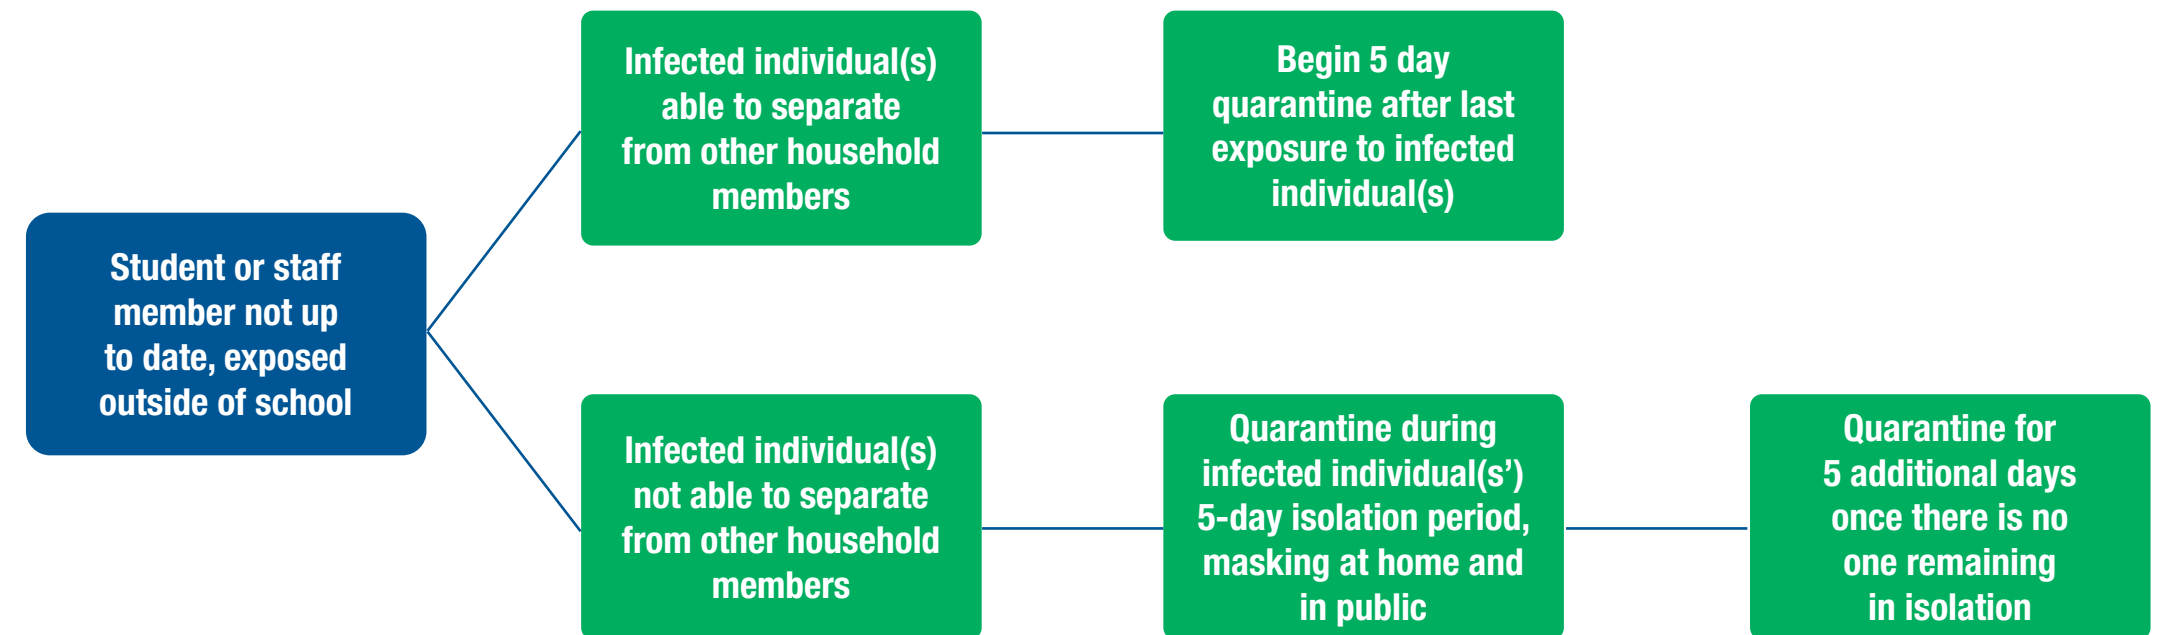 Student or staff
member not up
to date, exposed
outside of school
Infected individual(s)
able to separate
from other household
members
Begin 5 day
quarantine after last
exposure to infected
individual(s)
Infected individual(s)
not able to separate
from other household
members
Quarantine during
infected individual(s’)
5-day isolation period,
masking at home and
in public
Quarantine for
5 additional days
once there is no
one remaining
in isolation